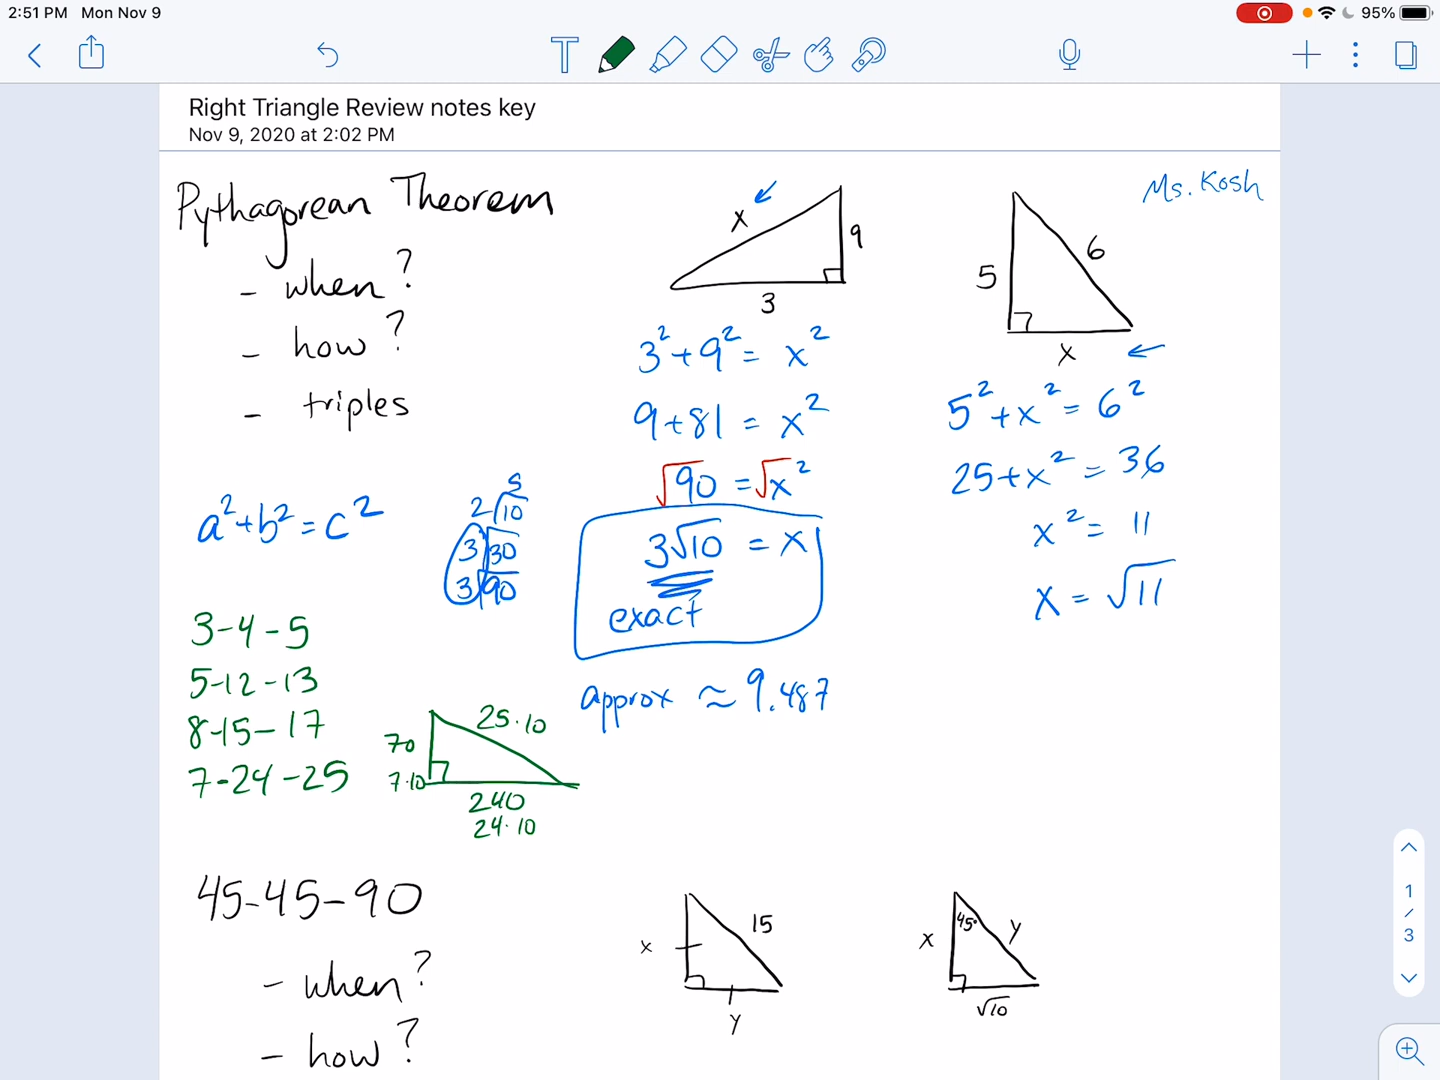 2:51 PM Mon Nov 9
95%
Right Triangle Review notes key
Nov 9, 2020 at 2:02 PM
Ms. Kosh
Pythagorean Theorem
- when?
- how?
- triples
a²+b²=c²
3-4-5
5-12-13
8-15-17
7-24-25
70
7·10
25·10
240
24·10
5
2 10
3 30
3 90
x
9
3
3²+9²= x²
9+81 = x²
√90 =√x²
3√10 = x
exact
approx ≈ 9.487
5
6
x
5²+x²=6²
25+x²=36
x²= 11
x = √11
45-45-90
- when?
- how?
x
15
y
x
45°
y
√10
1
/
3